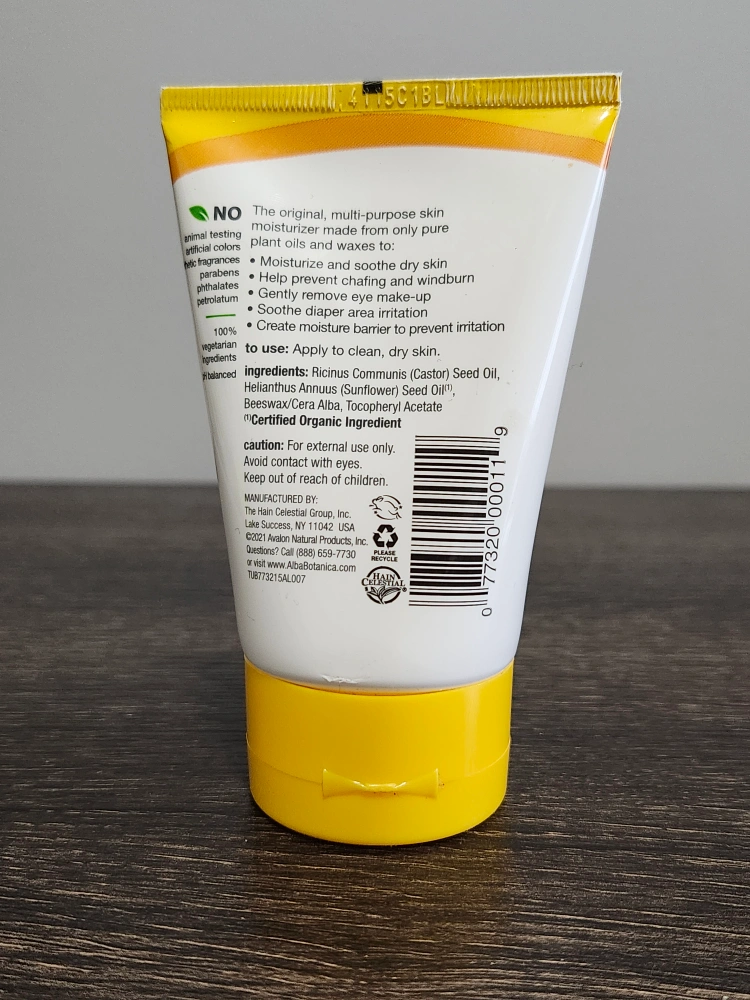 4115C1BL
NO
animal testing
artificial colors
fragrances
parabens
phthalates
petrolatum
100%
vegetarian
ingredients
balanced
The original, multi-purpose skin
moisturizer made from only pure
plant oils and waxes to:
• Moisturize and soothe dry skin
• Help prevent chafing and windburn
• Gently remove eye make-up
• Soothe diaper area irritation
• Create moisture barrier to prevent irritation
to use: Apply to clean, dry skin.
ingredients: Ricinus Communis (Castor) Seed Oil,
Helianthus Annuus (Sunflower) Seed Oil⁽¹⁾,
Beeswax/Cera Alba, Tocopheryl Acetate
⁽¹⁾Certified Organic Ingredient
caution: For external use only.
Avoid contact with eyes.
Keep out of reach of children.
MANUFACTURED BY:
The Hain Celestial Group, Inc.
Lake Success, NY 11042 USA
©2021 Avalon Natural Products, Inc.
Questions? Call (888) 659-7730
or visit www.AlbaBotanica.com
TUB773215AL007
PLEASE
RECYCLE
HAIN
CELESTIAL
0 77320 00011 9